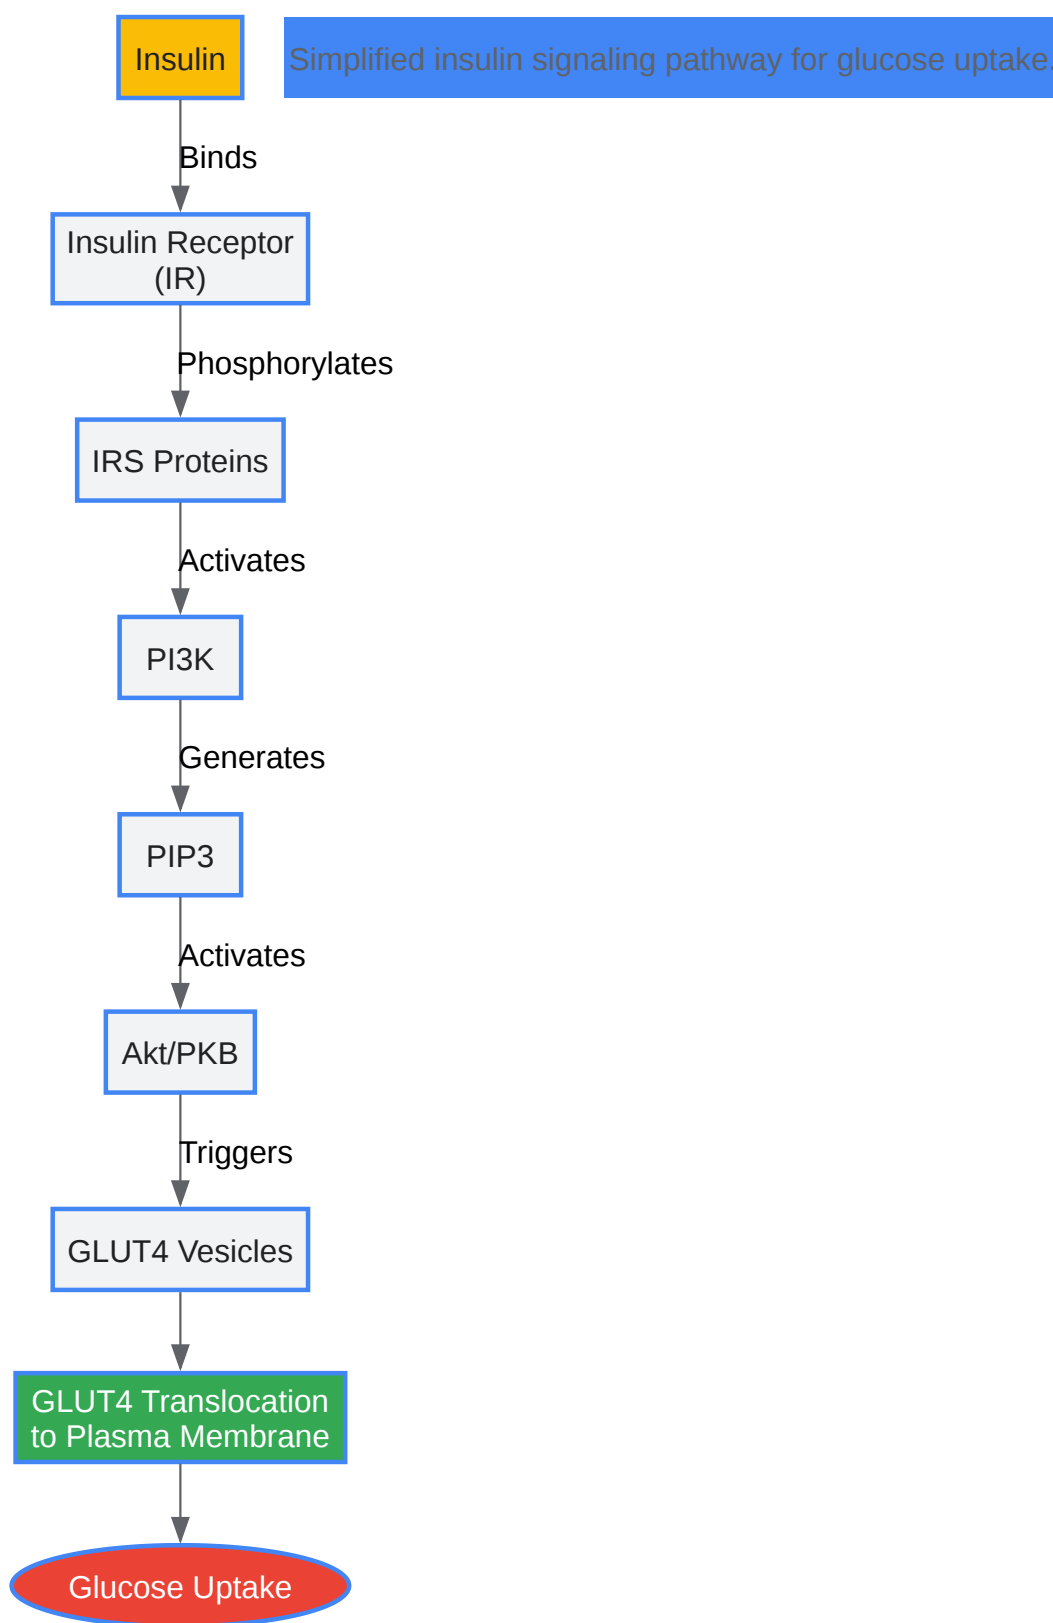 Insulin
Simplified insulin signaling pathway for glucose uptake.
Binds
Insulin Receptor
(IR)
Phosphorylates
IRS Proteins
Activates
PI3K
Generates
PIP3
Activates
Akt/PKB
Triggers
GLUT4 Vesicles
GLUT4 Translocation
to Plasma Membrane
Glucose Uptake